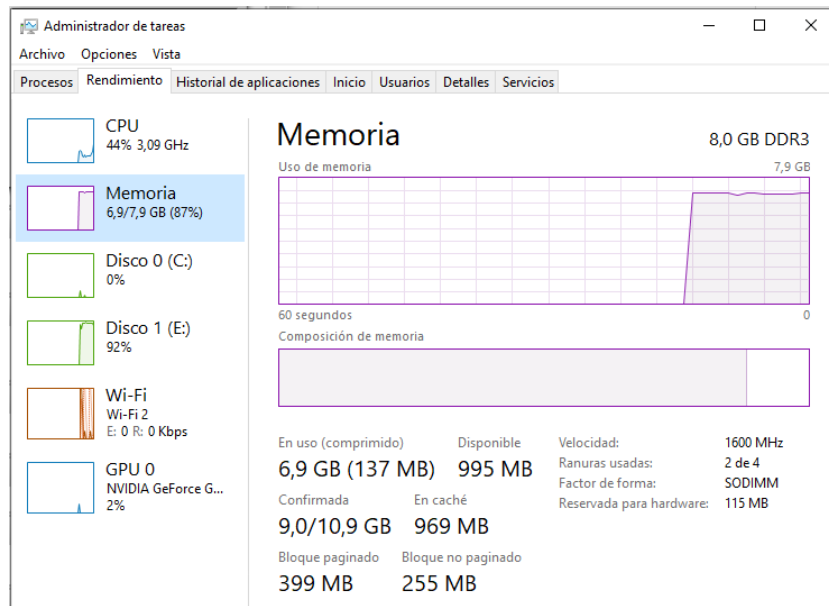 Administrador de tareas
Archivo Opciones Vista
Procesos Rendimiento Historial de aplicaciones Inicio Usuarios Detalles Servicios
CPU
44% 3,09 GHz
Memoria
6,9/7,9 GB (87%)
Disco 0 (C:)
0%
Disco 1 (E:)
92%
Wi-Fi
Wi-Fi 2
E: 0 R: 0 Kbps
GPU 0
NVIDIA GeForce G...
2%
Memoria 8,0 GB DDR3
Uso de memoria 7,9 GB
60 segundos 0
Composición de memoria
En uso (comprimido) Disponible
6,9 GB (137 MB) 995 MB
Confirmada En caché
9,0/10,9 GB 969 MB
Bloque paginado Bloque no paginado
399 MB 255 MB
Velocidad: 1600 MHz
Ranuras usadas: 2 de 4
Factor de forma: SODIMM
Reservada para hardware: 115 MB